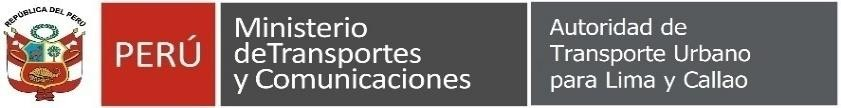 REPÚBLICA DEL PERÚ
PERÚ
Ministerio
deTransportes
y Comunicaciones
Autoridad de
Transporte Urbano
para Lima y Callao